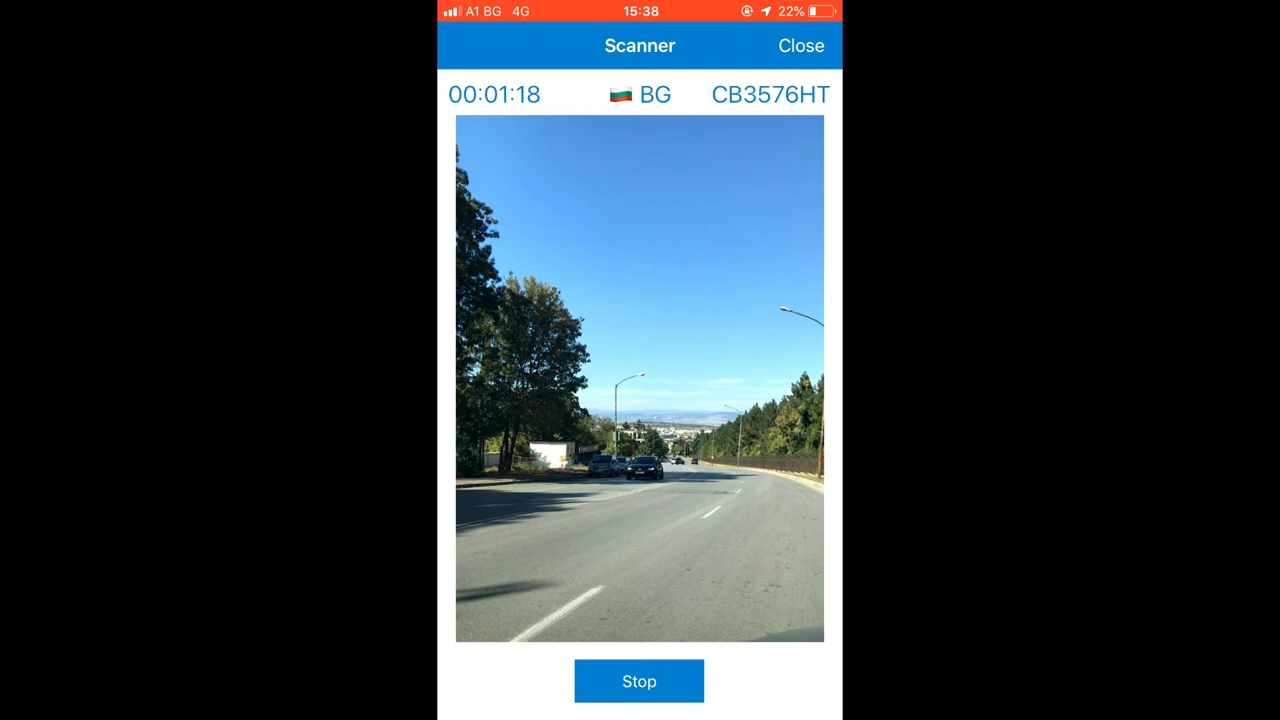 A1 BG 4G 15:38 22%
Scanner Close
00:01:18 BG CB3576HT
Stop